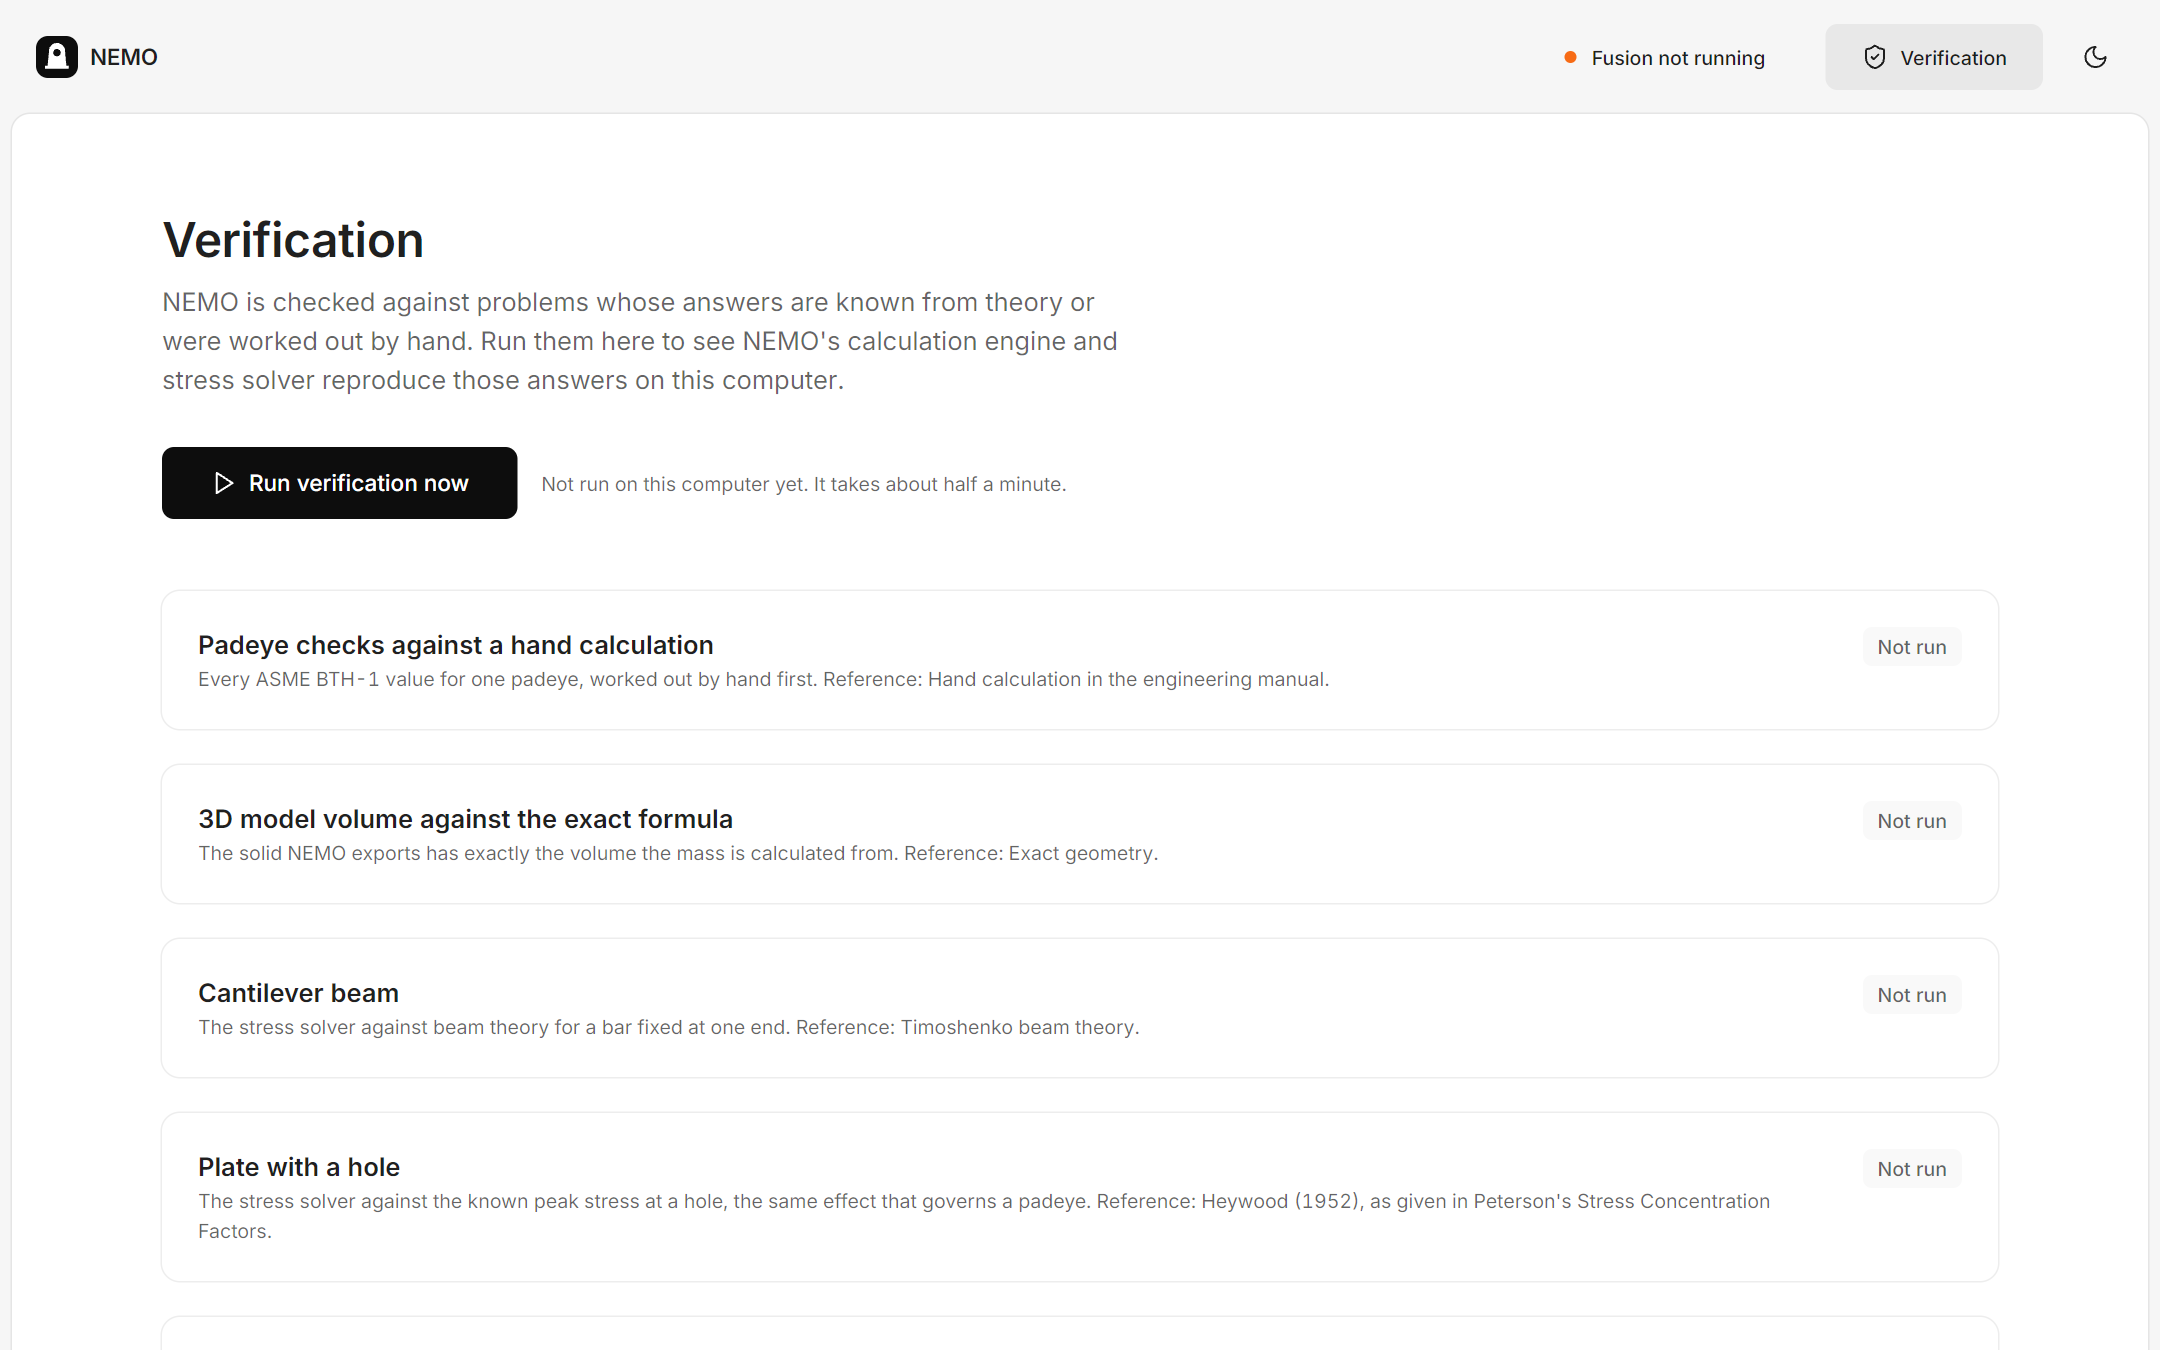 NEMO
Fusion not running
Verification
Verification
NEMO is checked against problems whose answers are known from theory or
were worked out by hand. Run them here to see NEMO's calculation engine and
stress solver reproduce those answers on this computer.
Run verification now
Not run on this computer yet. It takes about half a minute.
Padeye checks against a hand calculation
Not run
Every ASME BTH-1 value for one padeye, worked out by hand first. Reference: Hand calculation in the engineering manual.
3D model volume against the exact formula
Not run
The solid NEMO exports has exactly the volume the mass is calculated from. Reference: Exact geometry.
Cantilever beam
Not run
The stress solver against beam theory for a bar fixed at one end. Reference: Timoshenko beam theory.
Plate with a hole
Not run
The stress solver against the known peak stress at a hole, the same effect that governs a padeye. Reference: Heywood (1952), as given in Peterson's Stress Concentration
Factors.